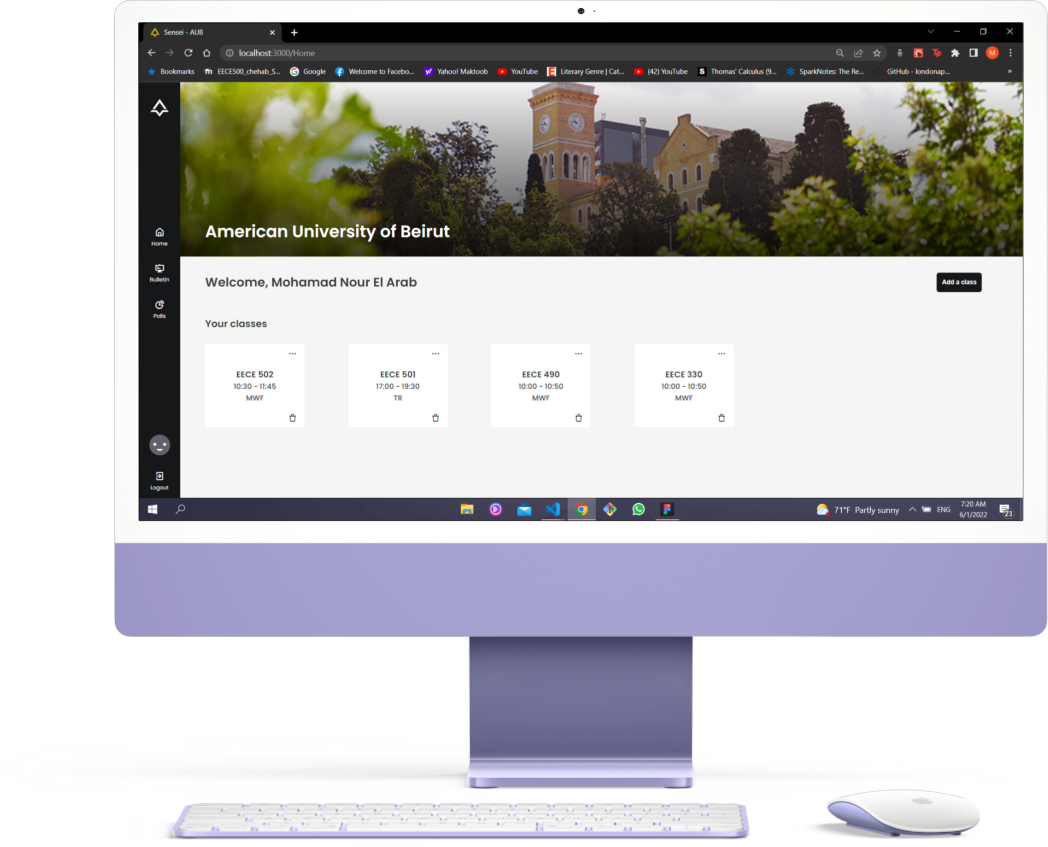 Sensei - AUB
localhost:3000/Home
M
Bookmarks EECE500_chehab_S... Google Welcome to Facebo... Yahoo! Maktoob YouTube Literary Genre | Cat... (42) YouTube Thomas' Calculus (9... SparkNotes: The Re... GitHub - londonap... »
American University of Beirut
Home
Bulletin
Polls
Welcome, Mohamad Nour El Arab
Add a class
Your classes
EECE 502
10:30 - 11:45
MWF
EECE 501
17:00 - 19:30
TR
EECE 490
10:00 - 10:50
MWF
EECE 330
10:00 - 10:50
MWF
Logout
71°F Partly sunny ENG
7:20 AM
6/1/2022
23